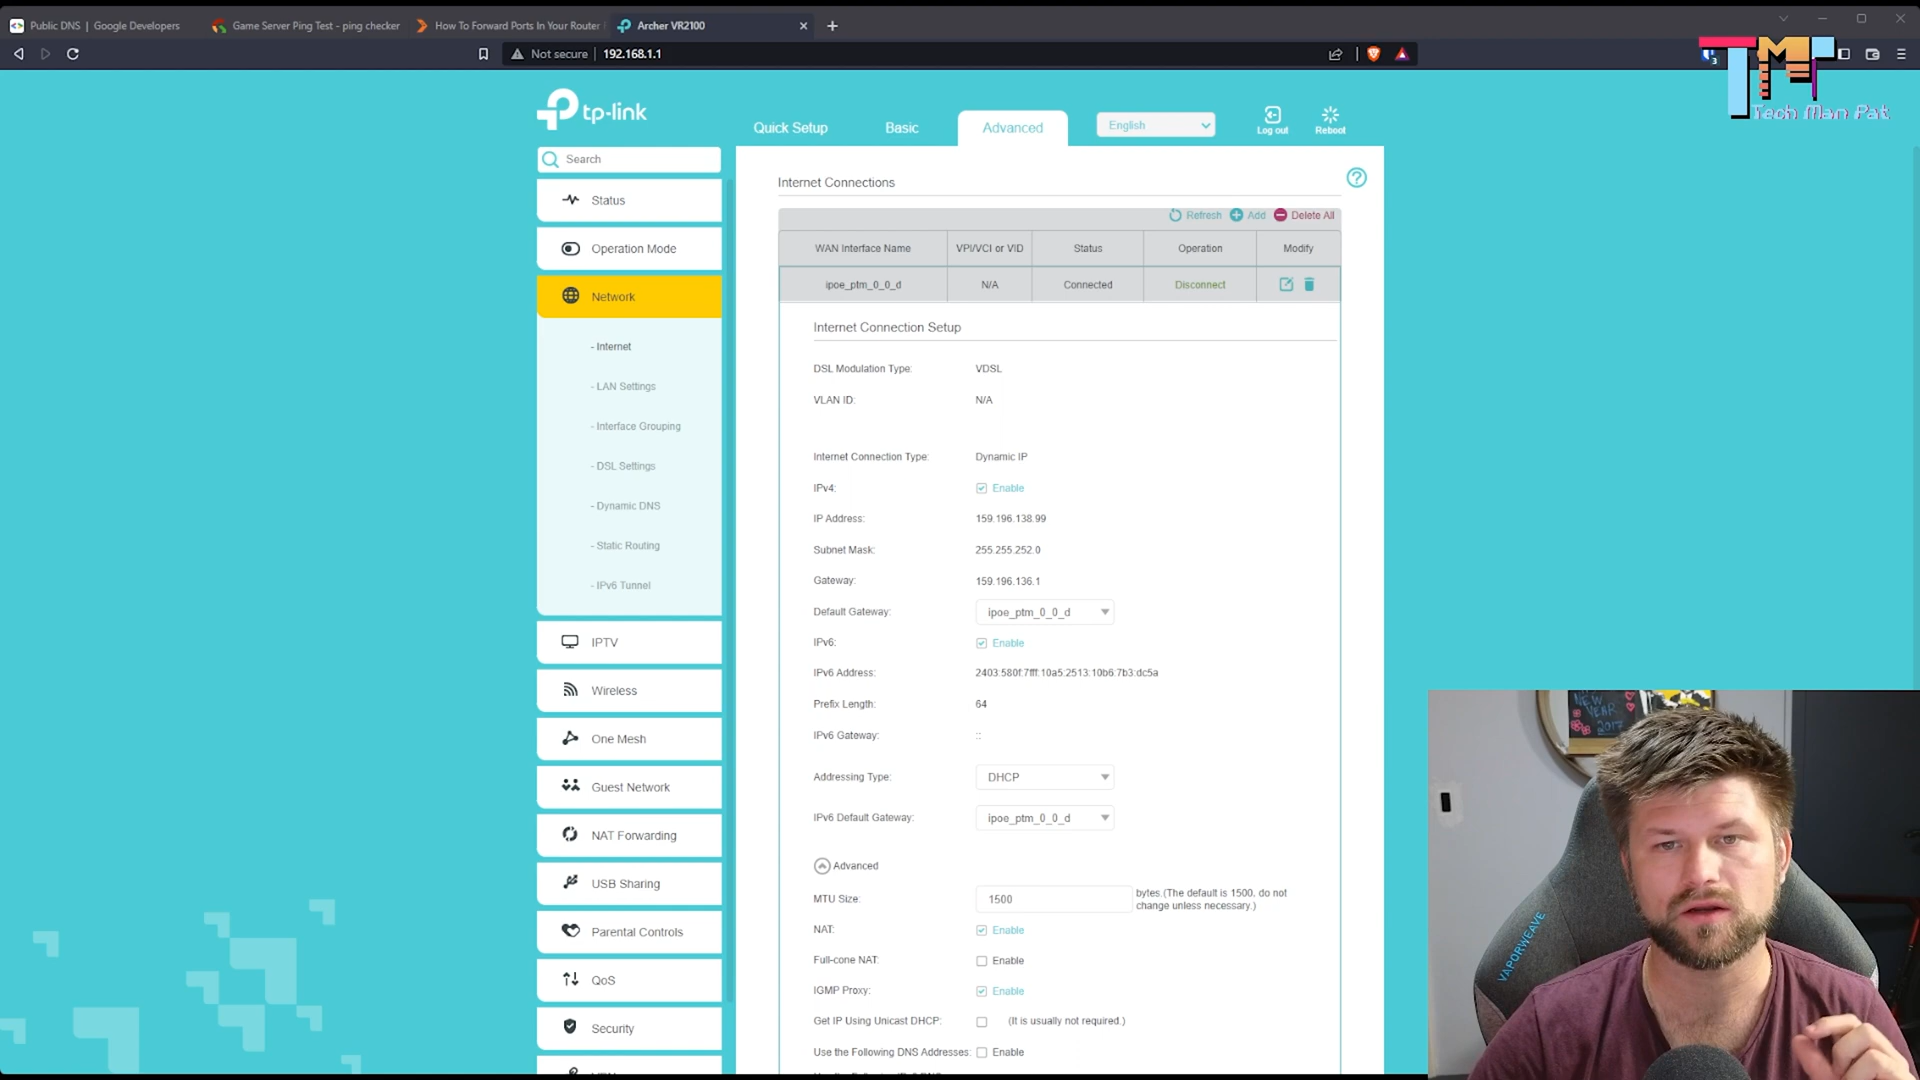 Public DNS | Google Developers
Game Server Ping Test - ping checker
How To Forward Ports In Your Router
Archer VR2100
Not secure
192.168.1.1
3
TMP
Tech Man Pat
tp-link
Quick Setup
Basic
Advanced
English
Log out
Reboot
Search
Status
Operation Mode
Network
- Internet
- LAN Settings
- Interface Grouping
- DSL Settings
- Dynamic DNS
- Static Routing
- IPv6 Tunnel
IPTV
Wireless
One Mesh
Guest Network
NAT Forwarding
USB Sharing
Parental Controls
QoS
Security
Internet Connections
Refresh Add Delete All
WAN Interface Name VPI/VCI or VID Status Operation Modify
ipoe_ptm_0_0_d N/A Connected Disconnect
Internet Connection Setup
DSL Modulation Type: VDSL
VLAN ID: N/A
Internet Connection Type: Dynamic IP
IPv4: Enable
IP Address: 159.196.138.99
Subnet Mask: 255.255.252.0
Gateway: 159.196.136.1
Default Gateway: ipoe_ptm_0_0_d
IPv6: Enable
IPv6 Address: 2403:580f:7fff:10a5:2513:10b6:7b3:dc5a
Prefix Length: 64
IPv6 Gateway: ::
Addressing Type: DHCP
IPv6 Default Gateway: ipoe_ptm_0_0_d
Advanced
MTU Size: 1500 bytes.(The default is 1500, do not
change unless necessary.)
NAT: Enable
Full-cone NAT: Enable
IGMP Proxy: Enable
Get IP Using Unicast DHCP: (It is usually not required.)
Use the Following DNS Addresses: Enable
NEW
YEAR
2017
VAPORWEAVE